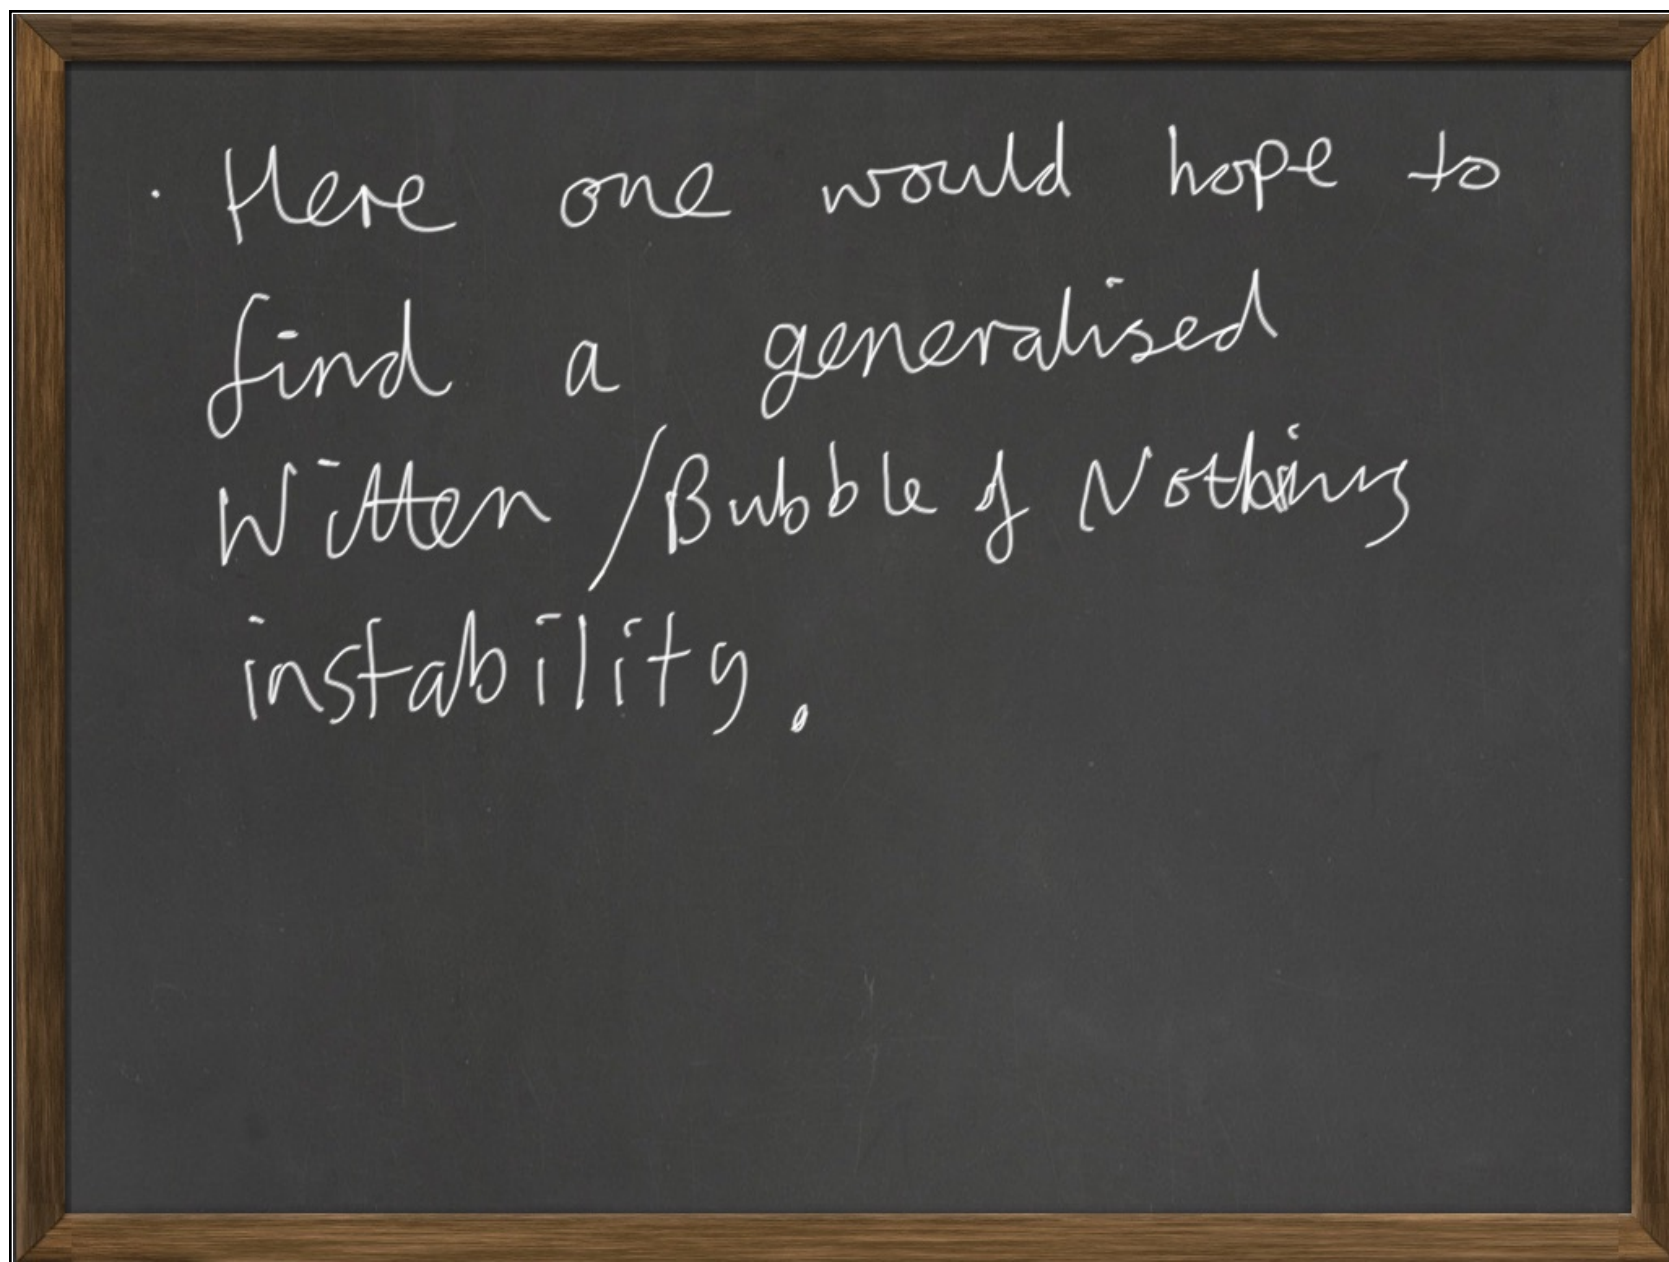 · Here one would hope to
find a generalised
Witten / Bubble of Nothing
instability.